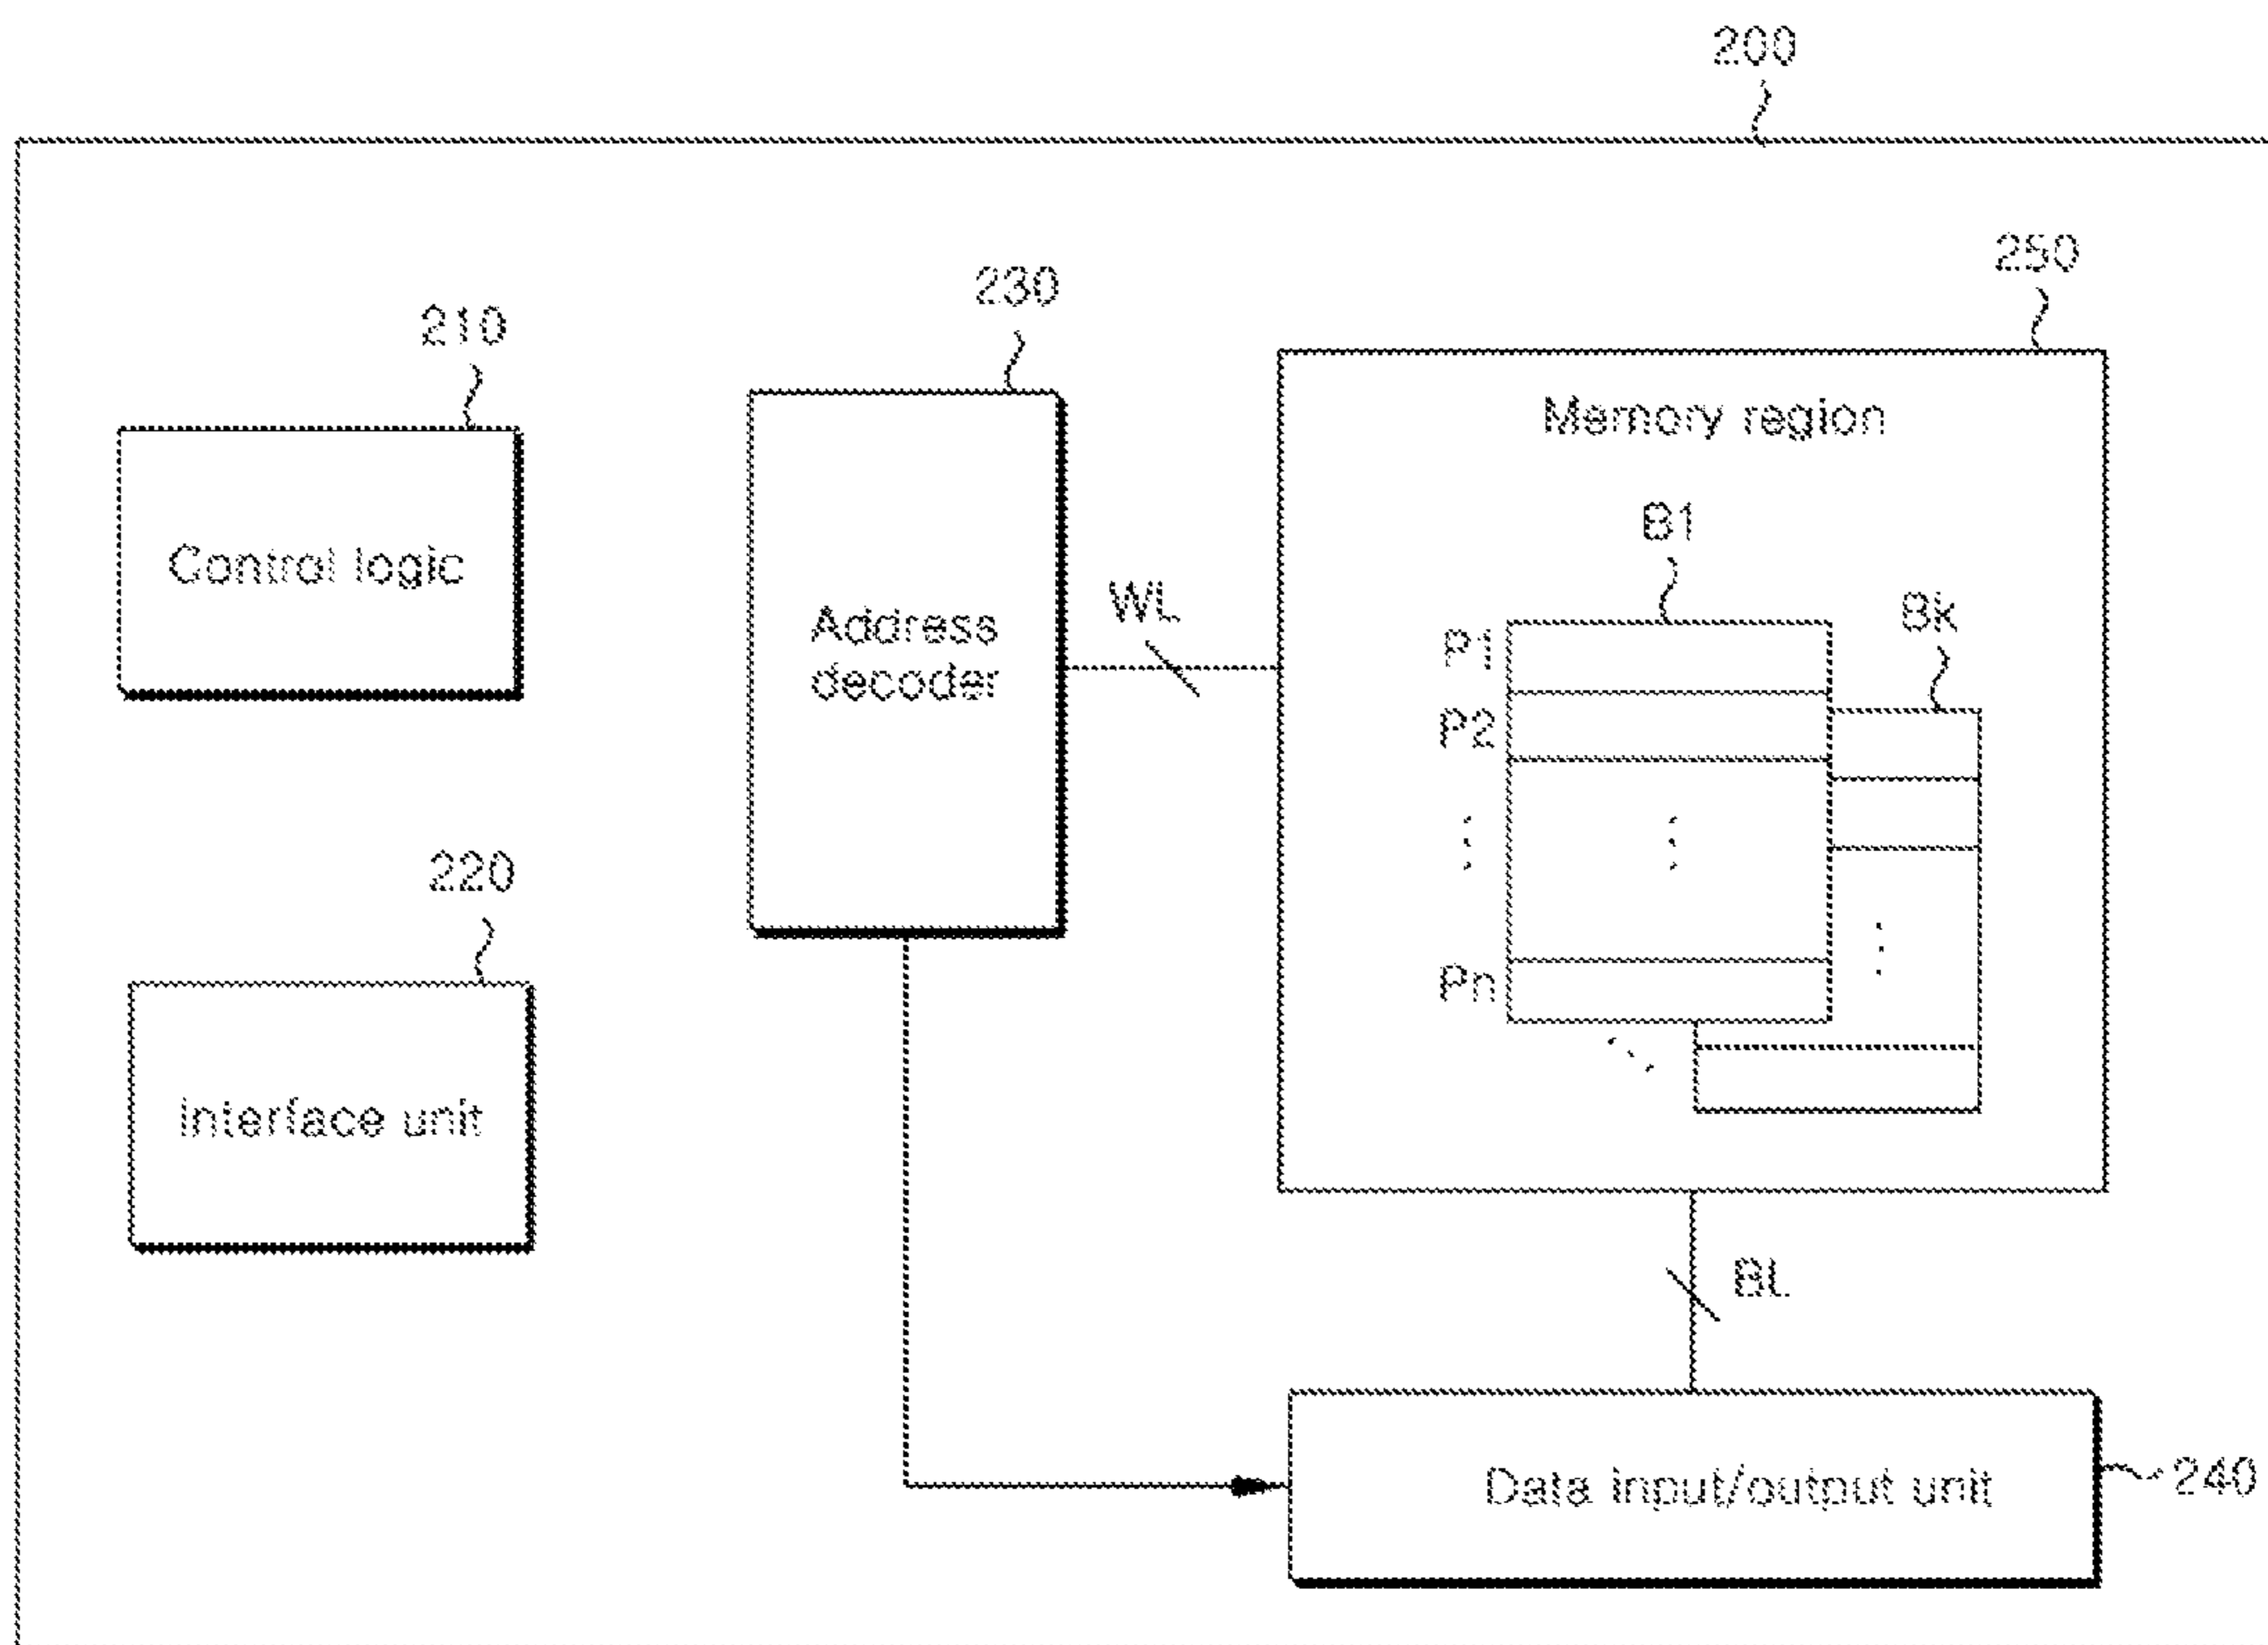 200
250
230
210
Memory region
B1
Control logic
WL
Bk
Address
decoder
P1
P2
⋮
⋮
220
⋮
Pn
Interface unit
BL
Data input/output unit
240